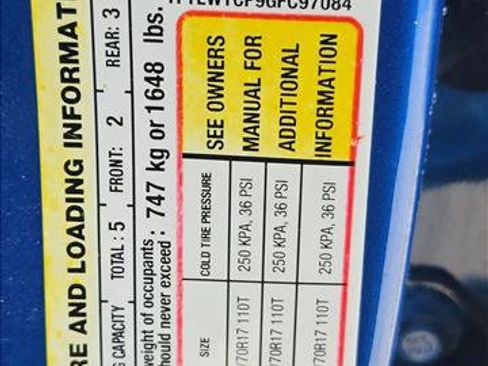 RE AND LOADING INFORMAT
G CAPACITY TOTAL : 5 FRONT: 2 REAR: 3
weight of occupants
should never exceed : 747 kg or 1648 lbs.
SIZE COLD TIRE PRESSURE SEE OWNERS
/70R17 110T 250 KPA, 36 PSI MANUAL FOR
/70R17 110T 250 KPA, 36 PSI ADDITIONAL
/70R17 110T 250 KPA, 36 PSI INFORMATION